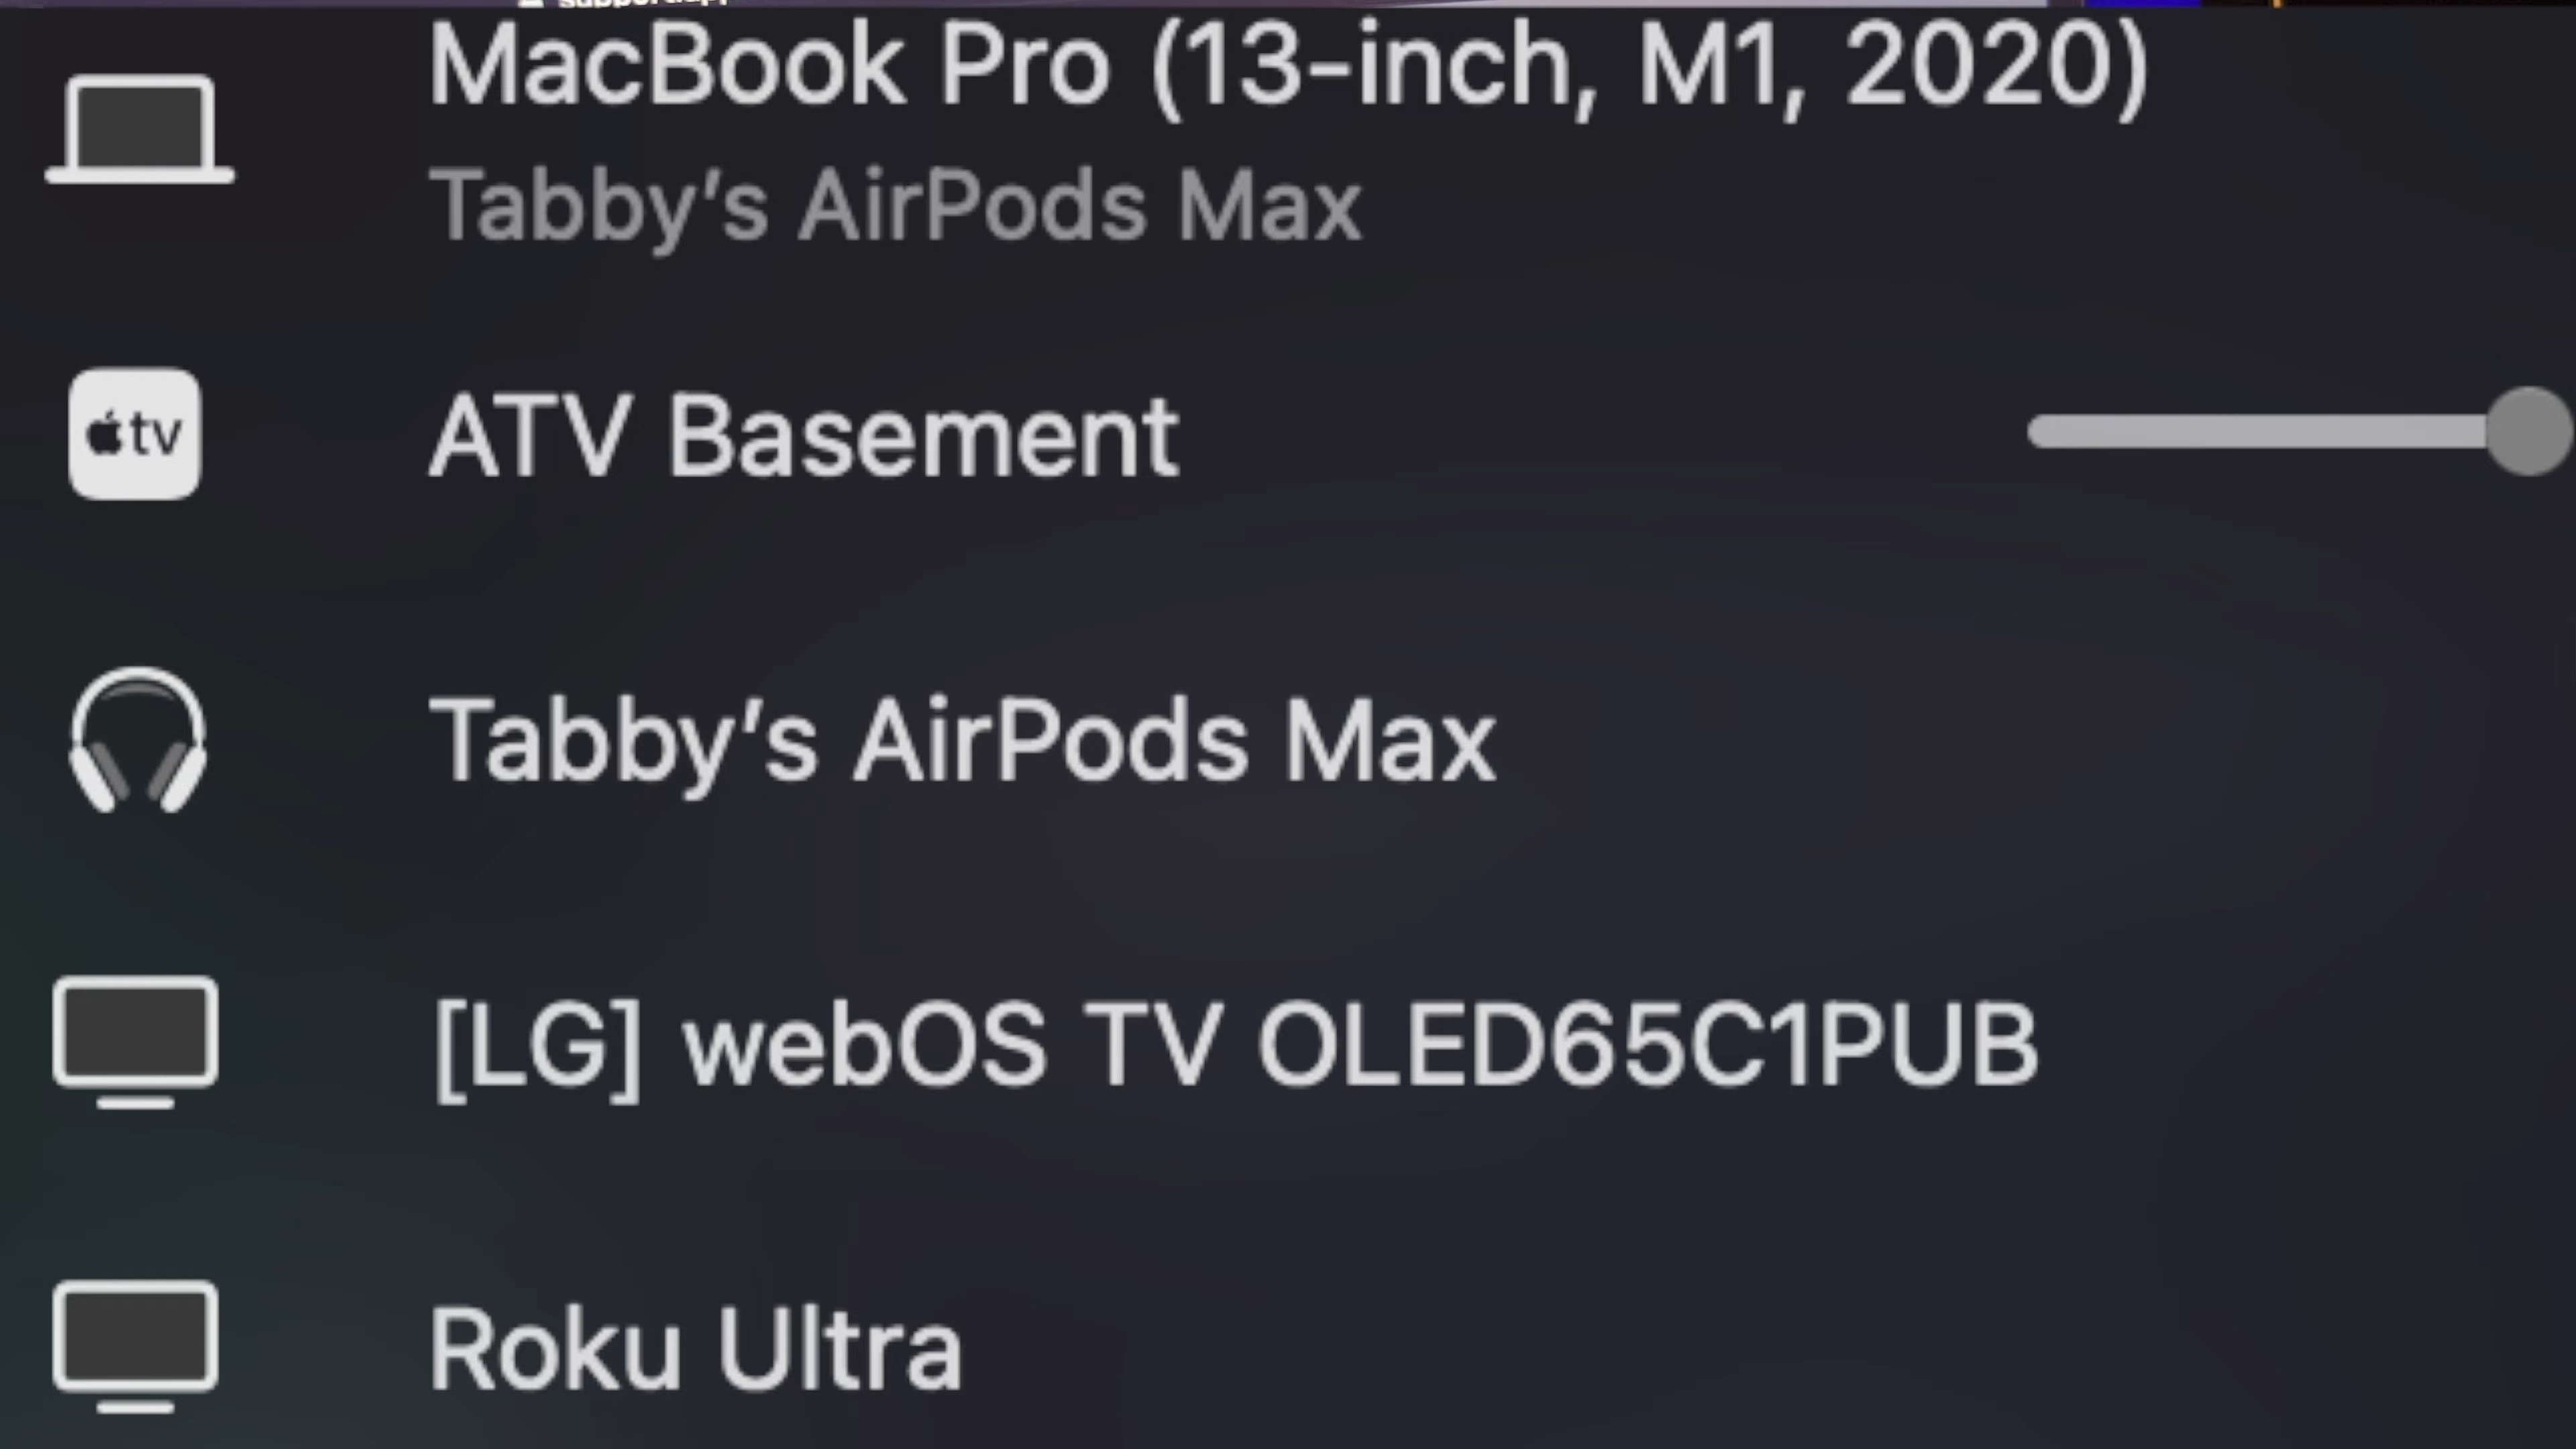 MacBook Pro (13-inch, M1, 2020)
Tabby's AirPods Max
tv
ATV Basement
Tabby's AirPods Max
[LG] webOS TV OLED65C1PUB
Roku Ultra